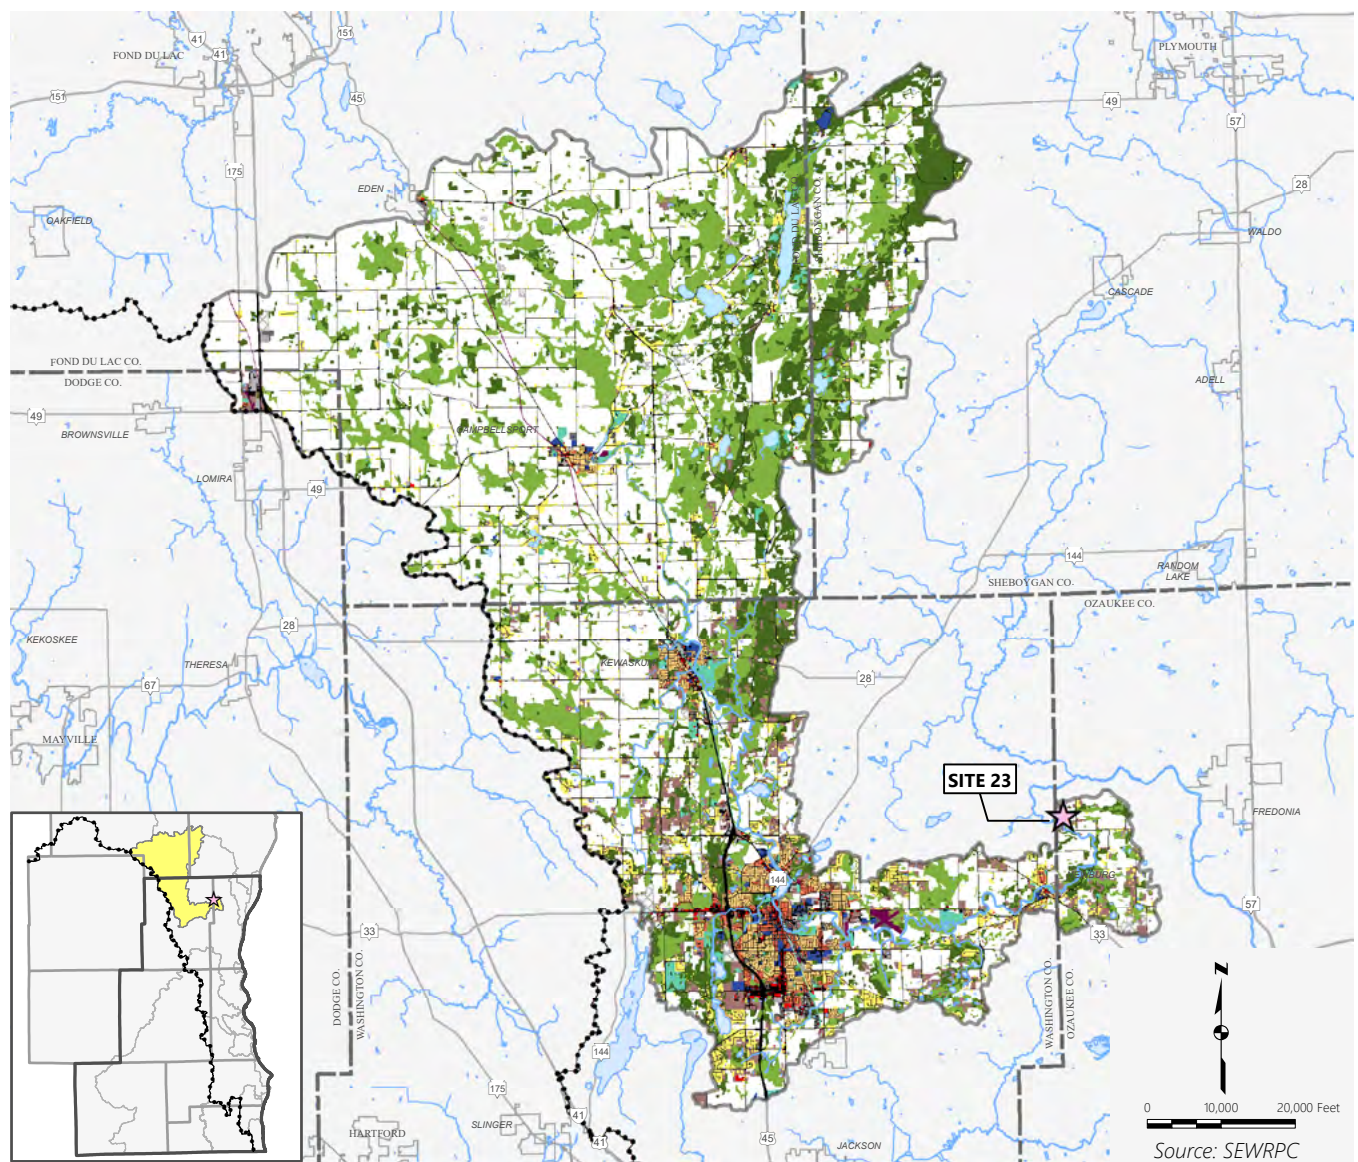 41
151
FOND DU LAC
41
PLYMOUTH
151
45
49
57
175
EDEN
28
OAKFIELD
SHEBOYGAN CO.
WALDO
CASCADE
FOND DU LAC CO.
DODGE CO.
ADELL
49
BROWNSVILLE
CAMPBELLSPORT
LOMIRA
49
144
RANDOM
LAKE
SHEBOYGAN CO.
OZAUKEE CO.
28
KEKOSKEE
THERESA
KEWASKUM
28
67
MAYVILLE
SITE 23
FREDONIA
144
NEWBURG
57
33
33
DODGE CO.
WASHINGTON CO.
WASHINGTON CO.
OZAUKEE CO.
N
144
175
41
SLINGER
HARTFORD
41
45
JACKSON
0 10,000 20,000 Feet
Source: SEWRPC